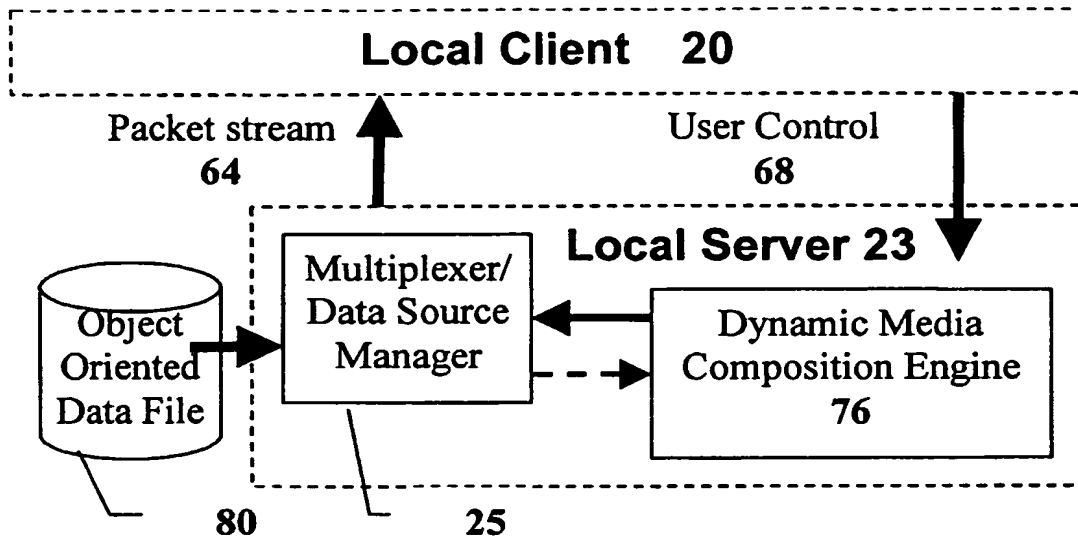 Local Client 20
Packet stream
64
User Control
68
Local Server 23
Multiplexer/
Data Source
Manager
Object
Oriented
Data File
Dynamic Media
Composition Engine
76
80
25